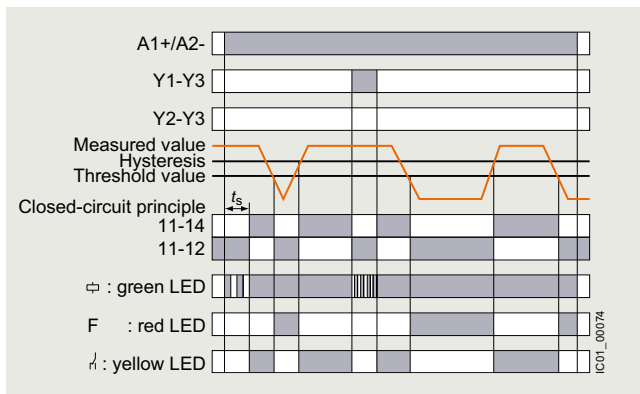 A1+/A2-
Y1-Y3
Y2-Y3
Measured value
Hysteresis
Threshold value
ts
Closed-circuit principle
11-14
11-12
: green LED
F : red LED
: yellow LED
IC01_00074